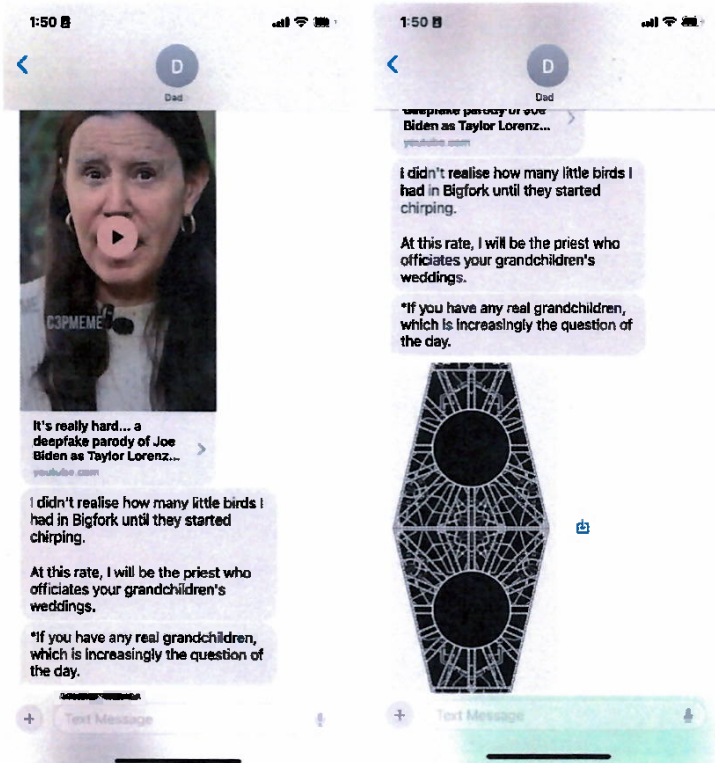 1:50
D
Dad
C3PMEME
It's really hard... a
deepfake parody of Joe
Biden as Taylor Lorenz...
youtube.com
I didn't realise how many little birds I
had in Bigfork until they started
chirping.
At this rate, I will be the priest who
officiates your grandchildren's
weddings.
*If you have any real grandchildren,
which is increasingly the question of
the day.
Text Message
1:50
D
Dad
deepfake parody of Joe
Biden as Taylor Lorenz...
youtube.com
I didn't realise how many little birds I
had in Bigfork until they started
chirping.
At this rate, I will be the priest who
officiates your grandchildren's
weddings.
*If you have any real grandchildren,
which is increasingly the question of
the day.
Text Message